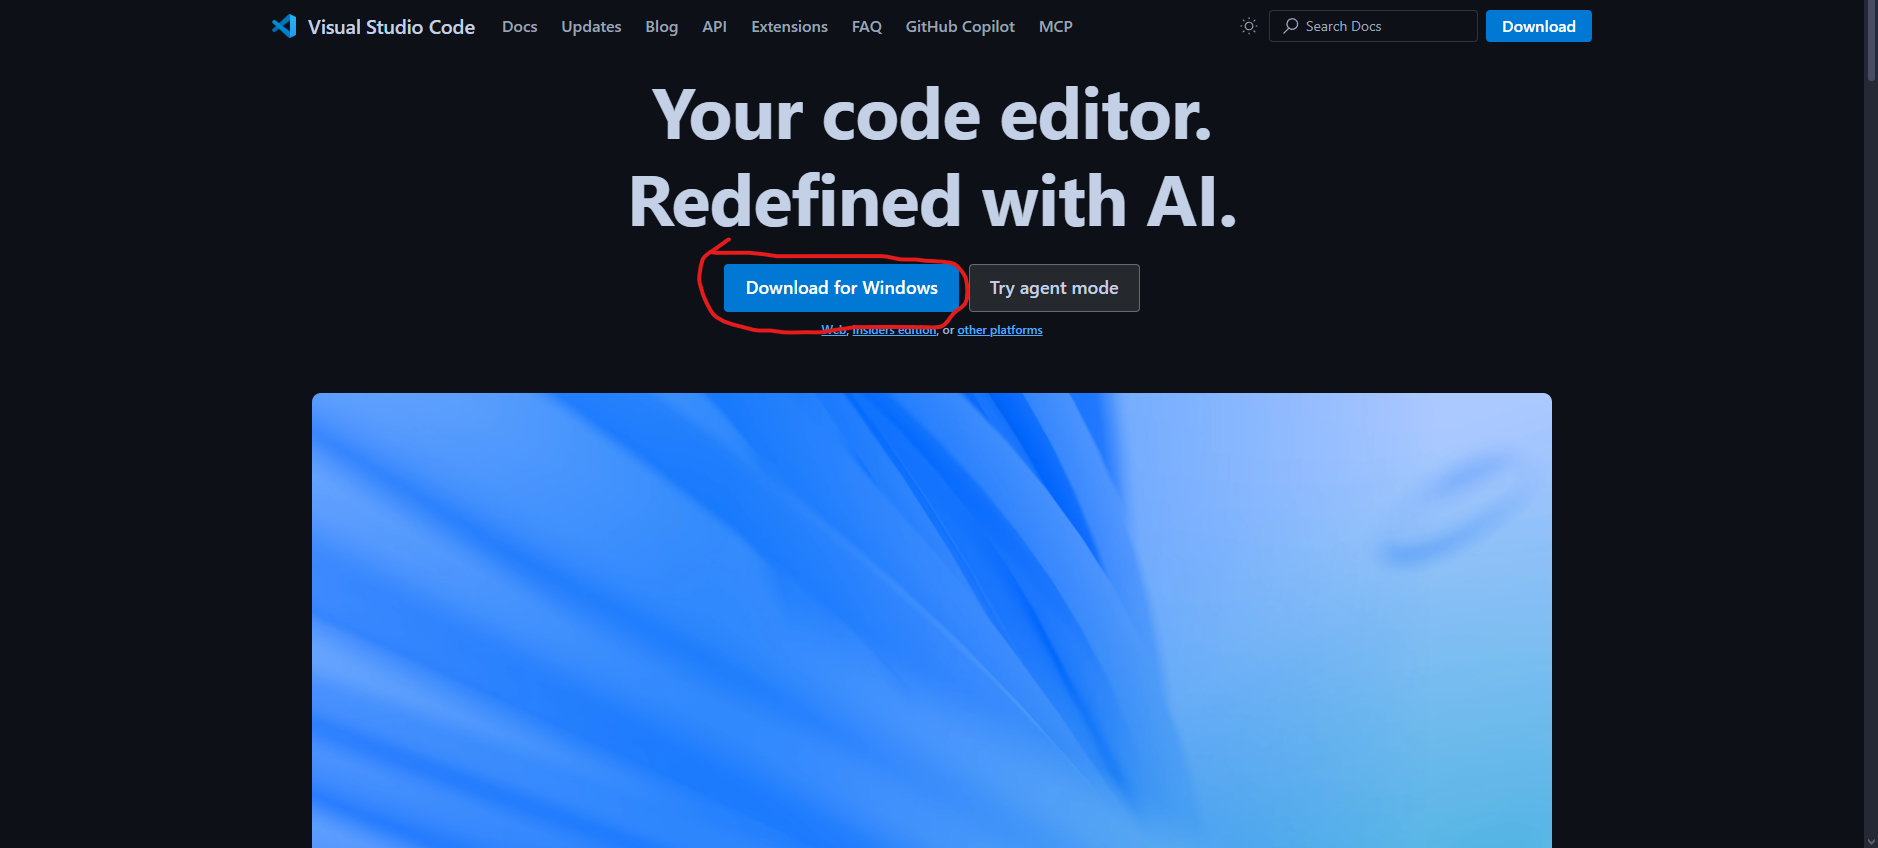 Visual Studio Code Docs Updates Blog API Extensions FAQ GitHub Copilot MCP Search Docs Download
Your code editor.
Redefined with AI.
Download for Windows Try agent mode
Web, Insiders edition, or other platforms